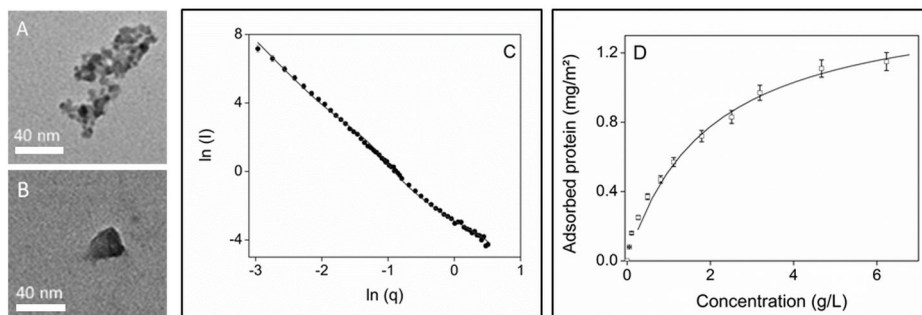 A
40 nm
B
40 nm
C
8
4
0
-4
ln (I)
-3 -2 -1 0 1
ln (q)
D
1.2
0.8
0.4
0.0
Adsorbed protein (mg/m²)
0 2 4 6
Concentration (g/L)